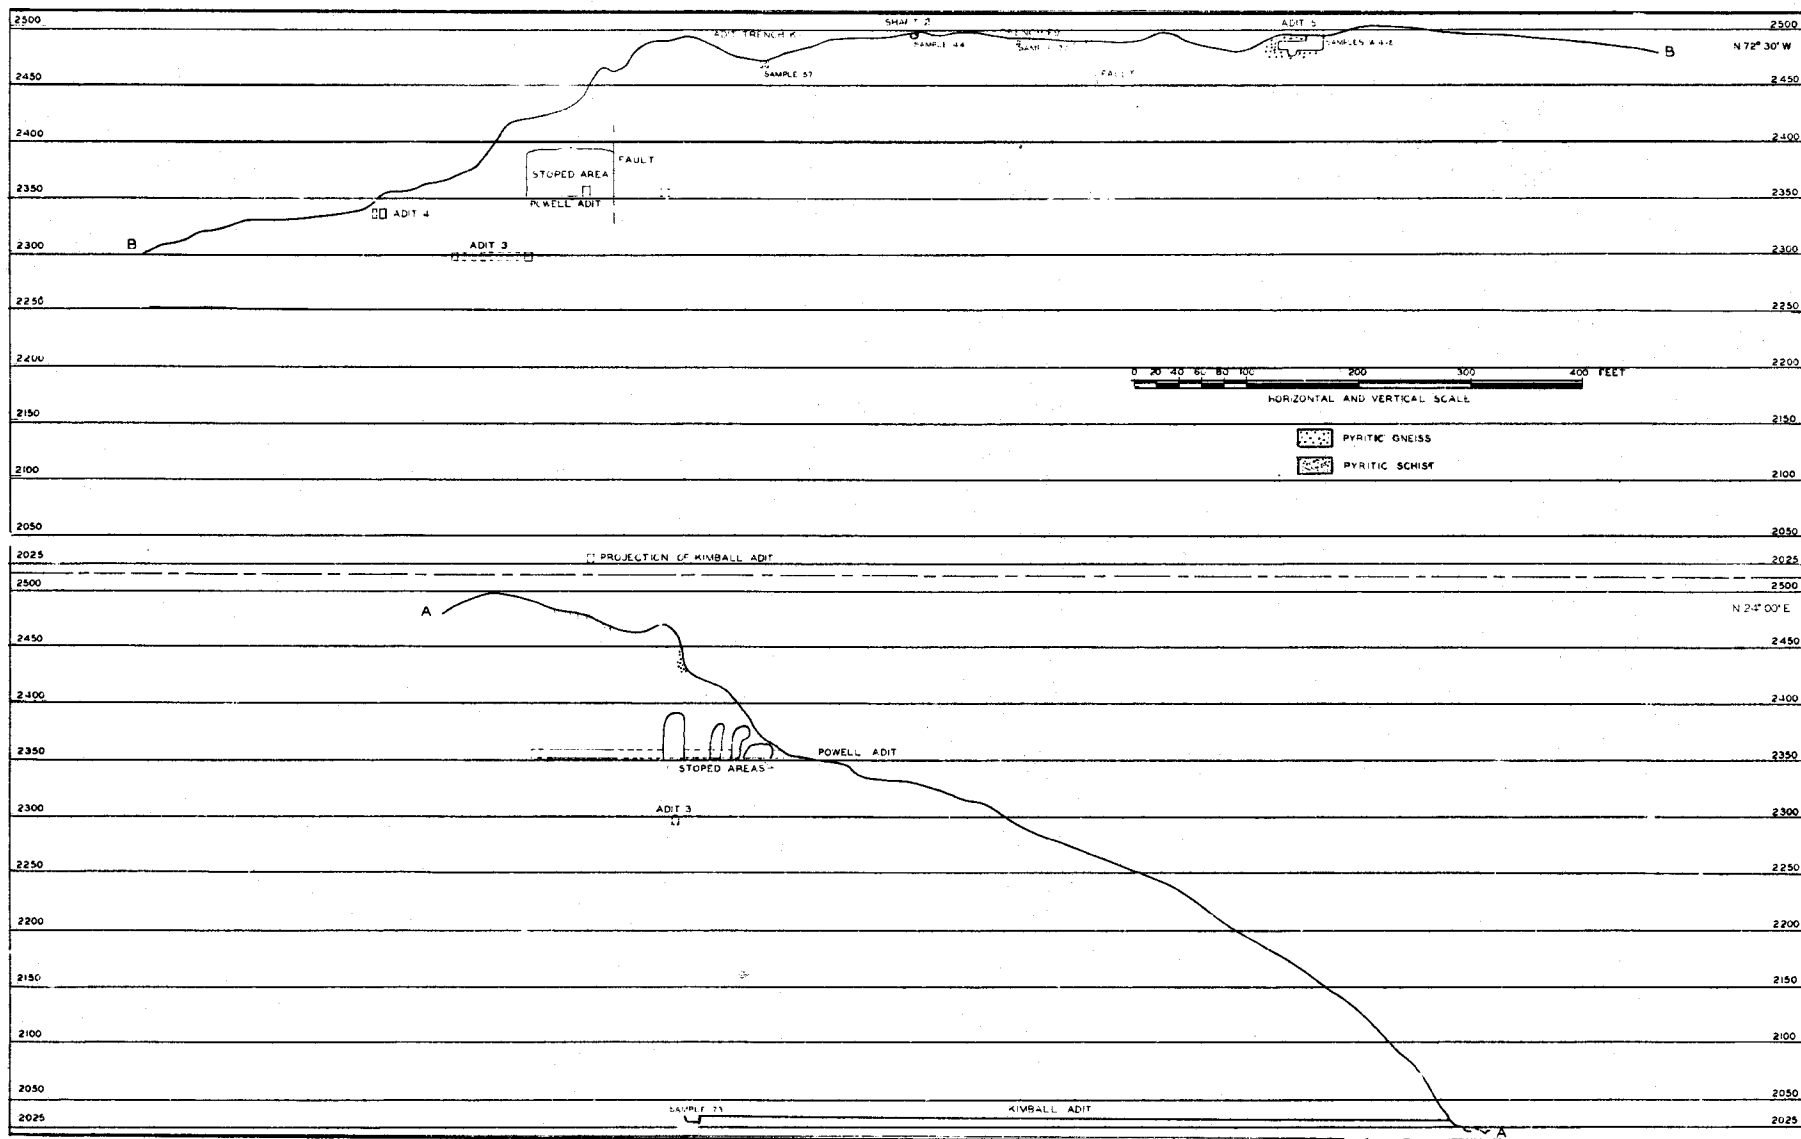 2500 SHAFT 2 ADIT 5 2500
ADIT TRENCH K
SAMPLE 44
N 72° 30' W
B
SAMPLE 57
FAULT
2450 2450
2400 2400
FAULT
STOPED AREA
2350 2350
POWELL ADIT
ADIT 4
B
2300 ADIT 3 2300
2250 2250
2200 2200
0 20 40 60 80 100 200 300 400 FEET
HORIZONTAL AND VERTICAL SCALE
2150 2150
PYRITIC GNEISS
PYRITIC SCHIST
2100 2100
2050 2050
2025 PROJECTION OF KIMBALL ADIT 2025
2500 2500
A
N 24° 00' E
2450 2450
2400 2400
2350 POWELL ADIT 2350
STOPED AREAS
2300 ADIT 3 2300
2250 2250
2200 2200
2150 2150
2100 2100
2050 2050
SAMPLE 73 KIMBALL ADIT
2025 2025
A